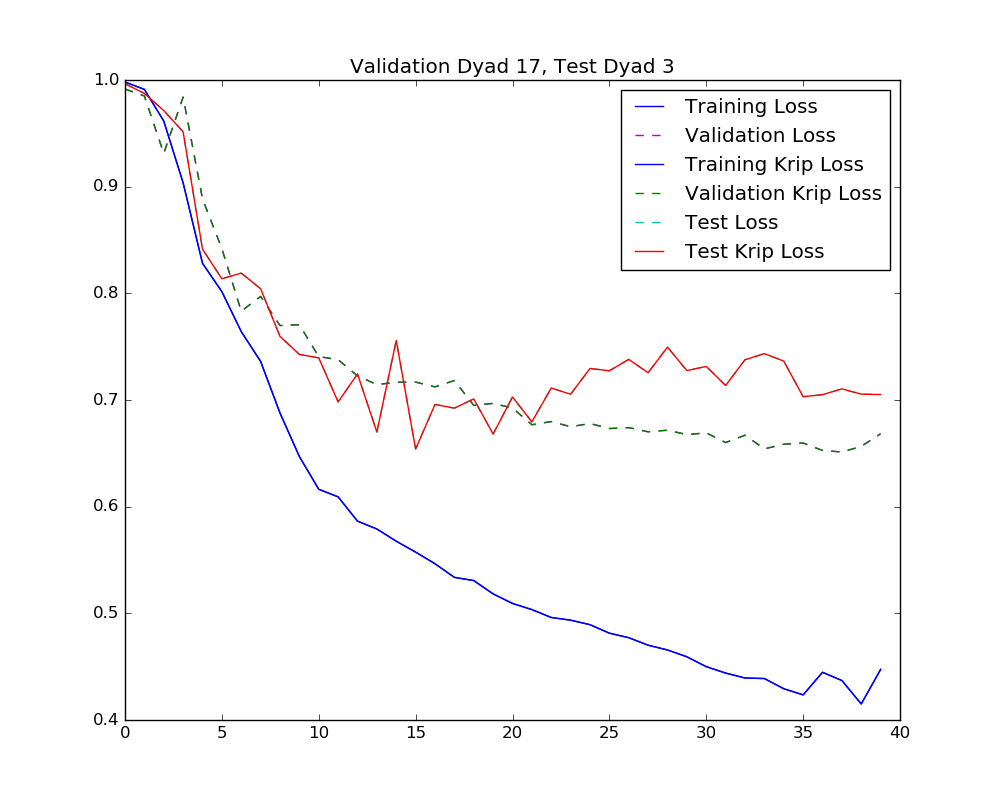 Validation Dyad 17, Test Dyad 3
1.0
0.9
0.8
0.7
0.6
0.5
0.4
0 5 10 15 20 25 30 35 40
Training Loss
Validation Loss
Training Krip Loss
Validation Krip Loss
Test Loss
Test Krip Loss